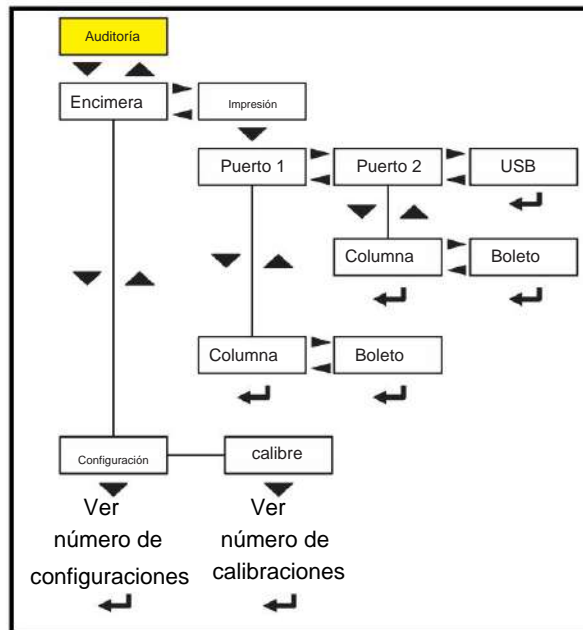 Auditoría
Encimera
Impresión
Puerto 1
Puerto 2
USB
Columna
Boleto
Columna
Boleto
Configuración
calibre
Ver
número de
configuraciones
Ver
número de
calibraciones